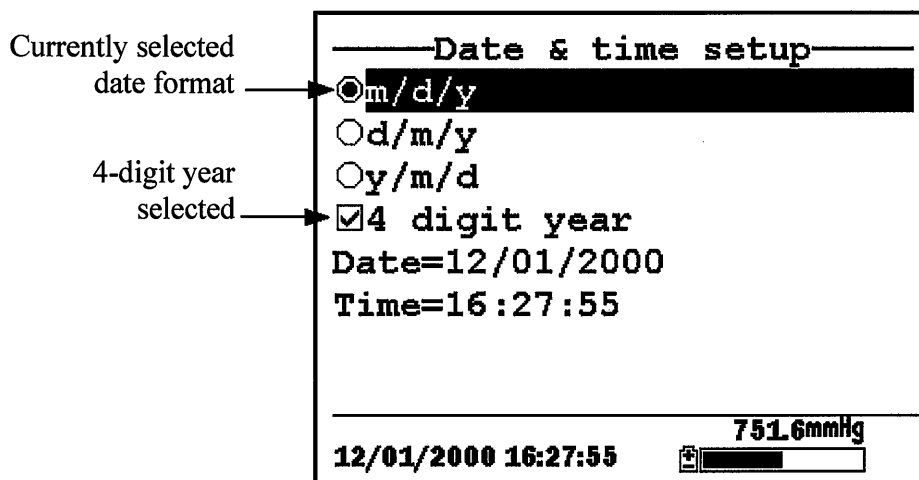 Currently selected
date format
4-digit year
selected
Date & time setup
m/d/y
d/m/y
y/m/d
4 digit year
Date=12/01/2000
Time=16:27:55
751.6mmHg
12/01/2000 16:27:55